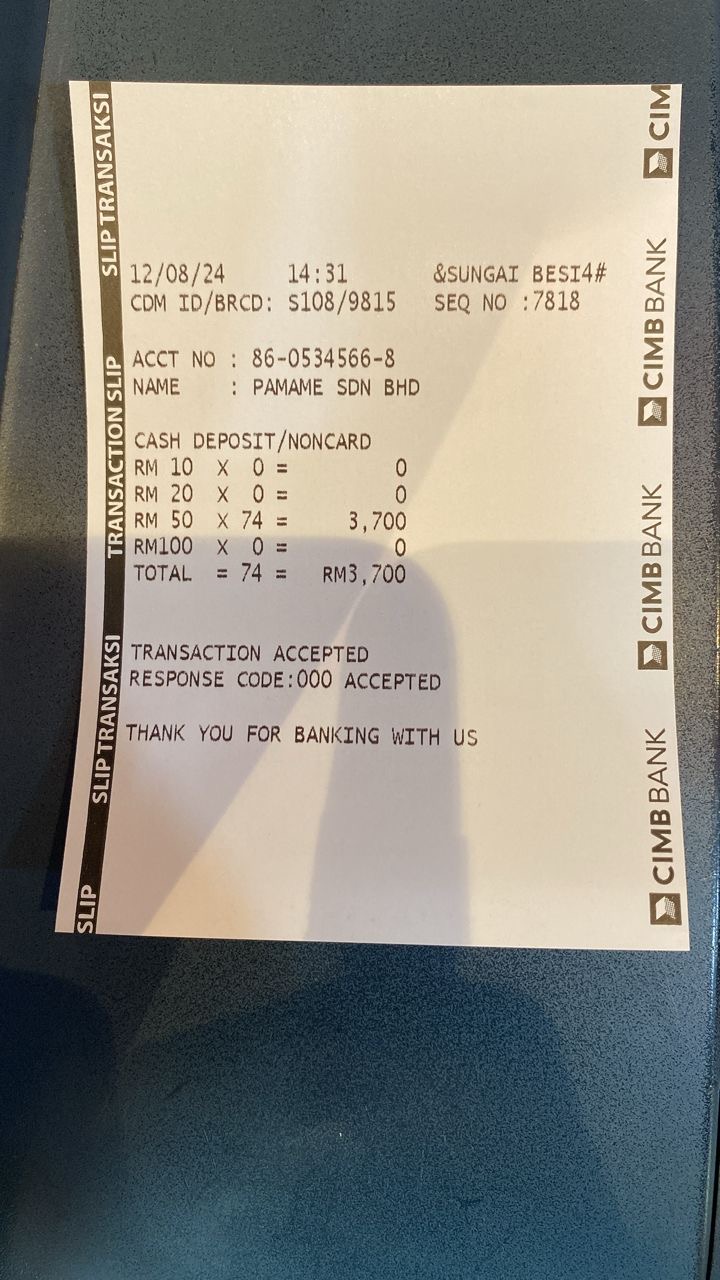 12/08/24 14:31 &SUNGAI BESI4#
CDM ID/BRCD: S108/9815 SEQ NO :7818
ACCT NO : 86-0534566-8
NAME : PAMAME SDN BHD
CASH DEPOSIT/NONCARD
RM 10 X 0 = 0
RM 20 X 0 = 0
RM 50 X 74 = 3,700
RM100 X 0 = 0
TOTAL = 74 = RM3,700
TRANSACTION ACCEPTED
RESPONSE CODE:000 ACCEPTED
THANK YOU FOR BANKING WITH US
SLIP TRANSAKSI
TRANSACTION SLIP
SLIP TRANSAKSI
SLIP
CIM
CIMB BANK
CIMB BANK
CIMB BANK